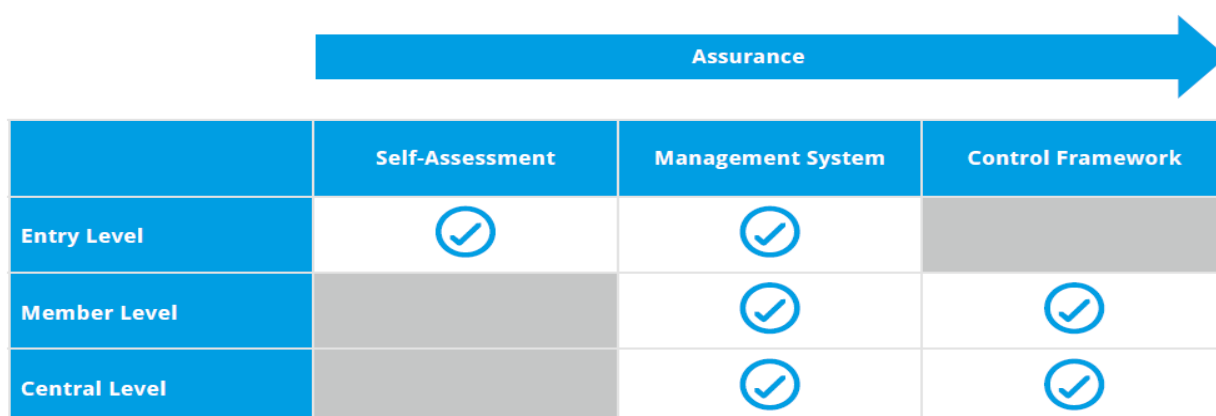 Assurance
Self-Assessment Management System Control Framework
Entry Level
Member Level
Central Level